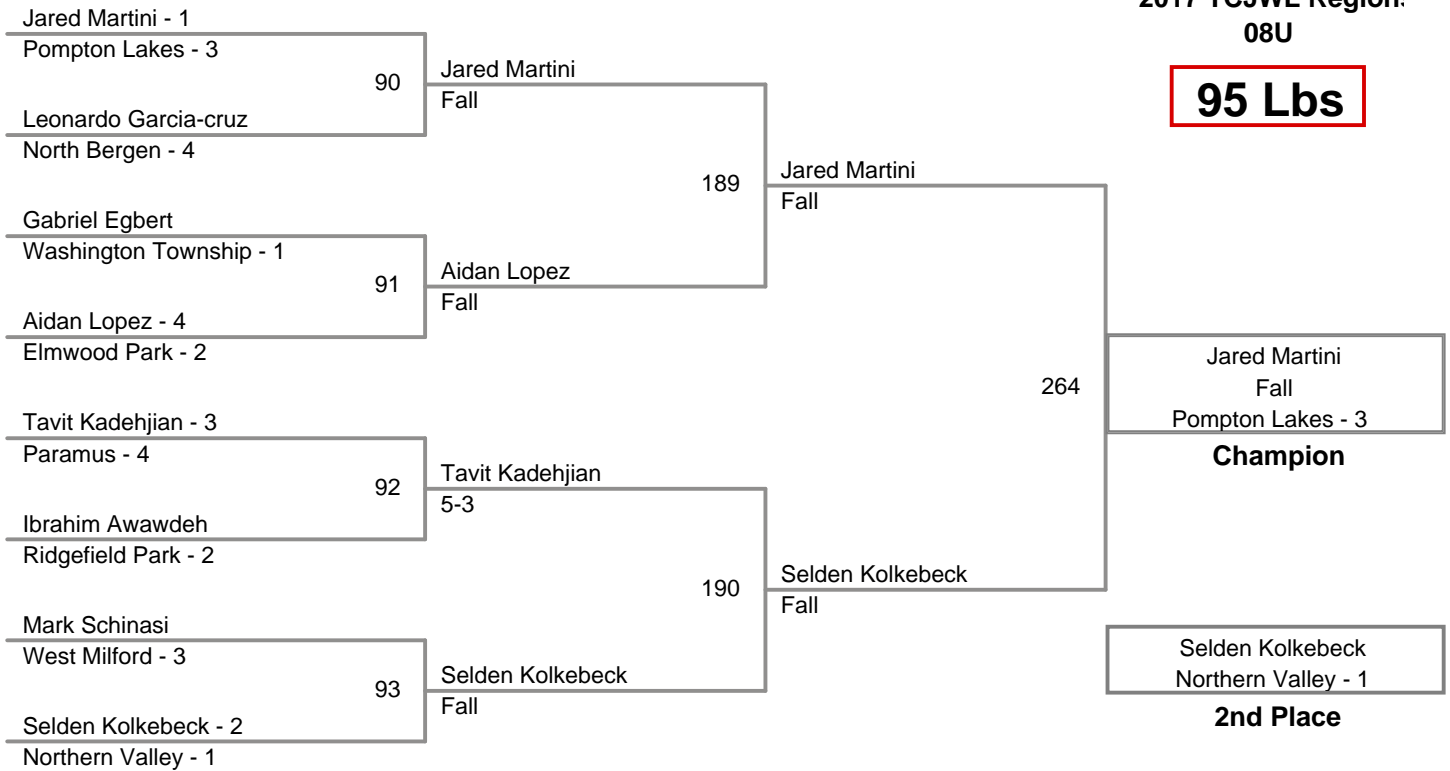 2017 TCJWL Region
08U
95 Lbs
Jared Martini - 1
Pompton Lakes - 3
90
Leonardo Garcia-cruz
North Bergen - 4
Gabriel Egbert
Washington Township - 1
91
Aidan Lopez - 4
Elmwood Park - 2
Tavit Kadehjian - 3
Paramus - 4
92
Ibrahim Awawdeh
Ridgefield Park - 2
Mark Schinasi
West Milford - 3
93
Selden Kolkebeck - 2
Northern Valley - 1
Jared Martini
Fall
189
Aidan Lopez
Fall
Tavit Kadehjian
5-3
190
Selden Kolkebeck
Fall
Jared Martini
Fall
264
Selden Kolkebeck
Fall
Jared Martini
Fall
Pompton Lakes - 3
Champion
Selden Kolkebeck
Northern Valley - 1
2nd Place